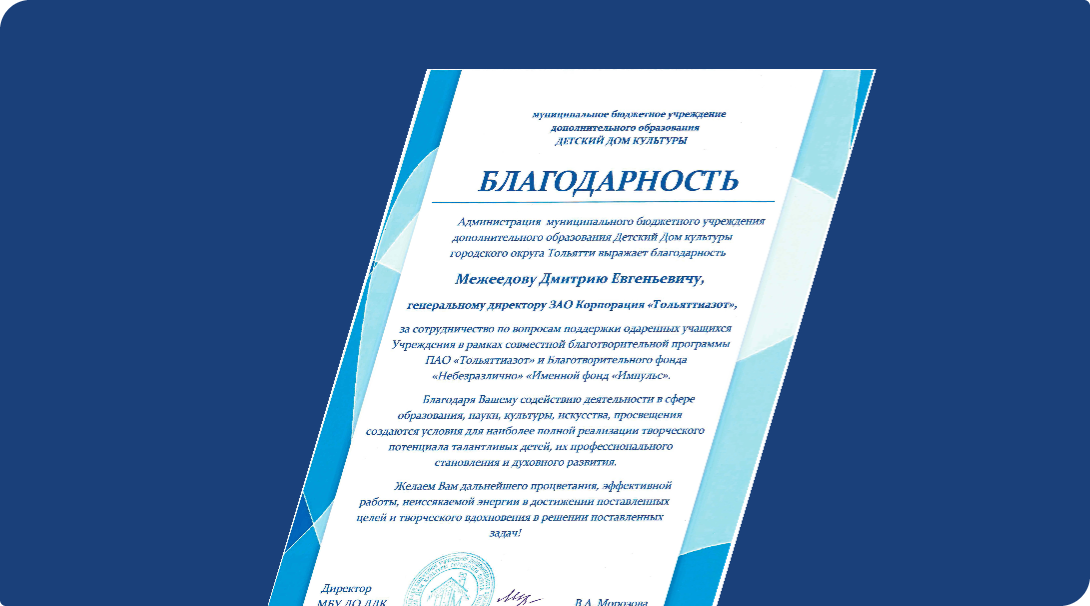 муниципальное бюджетное учреждение
дополнительного образования
ДЕТСКИЙ ДОМ КУЛЬТУРЫ
БЛАГОДАРНОСТЬ
Администрация муниципального бюджетного учреждения
дополнительного образования Детский Дом культуры
городского округа Тольятти выражает благодарность
Межеедову Дмитрию Евгеньевичу,
генеральному директору ЗАО Корпорация «Тольяттиазот»,
за сотрудничество по вопросам поддержки одаренных учащихся
Учреждения в рамках совместной благотворительной программы
ПАО «Тольяттиазот» и Благотворительного фонда
«Небезразлично» «Именной фонд «Импульс».
Благодаря Вашему содействию деятельности в сфере
образования, науки, культуры, искусства, просвещения
создаются условия для наиболее полной реализации творческого
потенциала талантливых детей, их профессионального
становления и духовного развития.
Желаем Вам дальнейшего процветания, эффективной
работы, неиссякаемой энергии в достижении поставленных
целей и творческого вдохновения в решении поставленных
задач!
Директор
МБУ ДО ДДК
В.А. Морозова